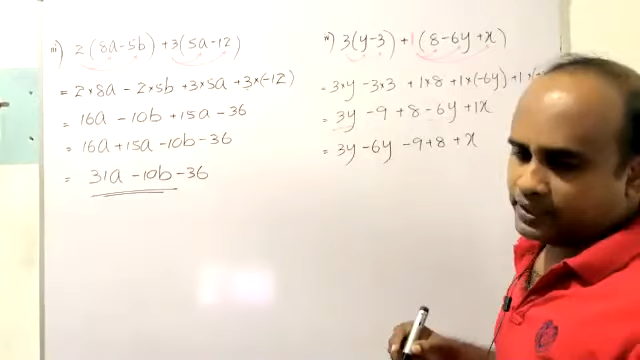 iii) 2(8a-5b) +3(5a-12)
= 2×8a - 2×5b +3×5a +3×(-12)
= 16a - 10b + 15a - 36
= 16a +15a -10b - 36
= 31a -10b -36
iv) 3(y-3) +1(8-6y+x)
= 3×y -3×3 +1×8 +1×(-6y) +1×
= 3y -9 +8 -6y +1x
= 3y -6y -9+8 +x